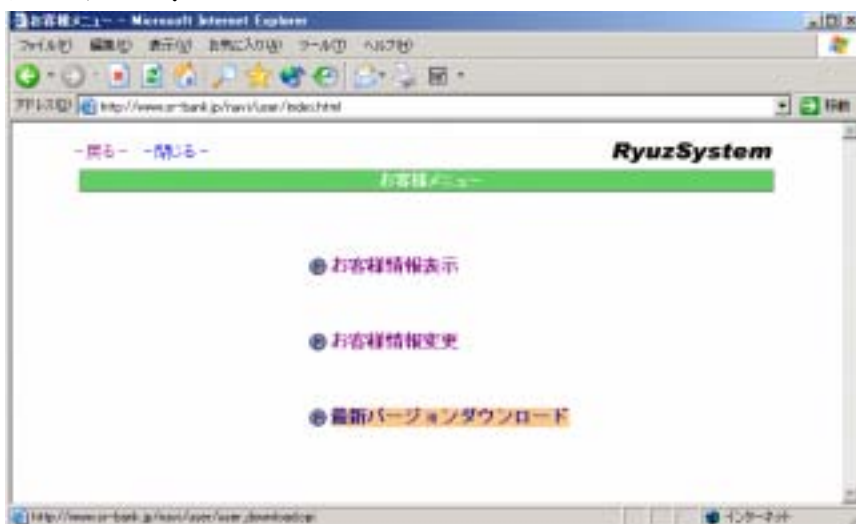 お客様メニュー - Microsoft Internet Explorer
ファイル(F) 編集(E) 表示(V) お気に入り(A) ツール(T) ヘルプ(H)
アドレス(D) http://www.sr-bank.jp/navi/user/index.html 移動
-戻る- -閉じる- RyuzSystem
お客様メニュー
お客様情報表示
お客様情報変更
最新バージョンダウンロード
インターネット